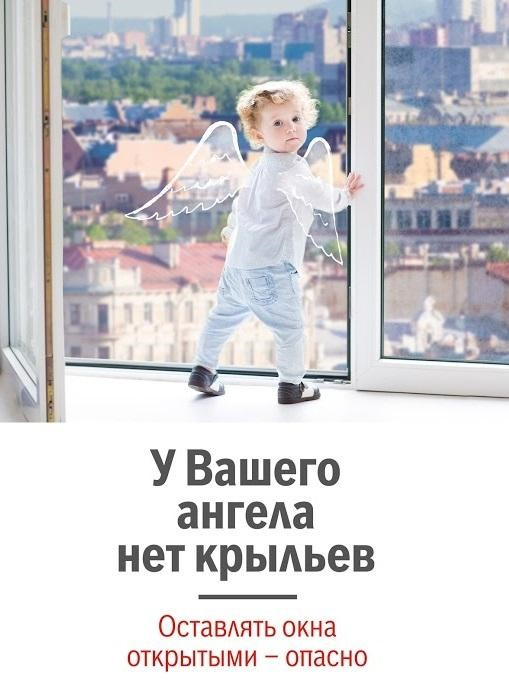 У Вашего
ангела
нет крыльев
Оставлять окна
открытыми – опасно